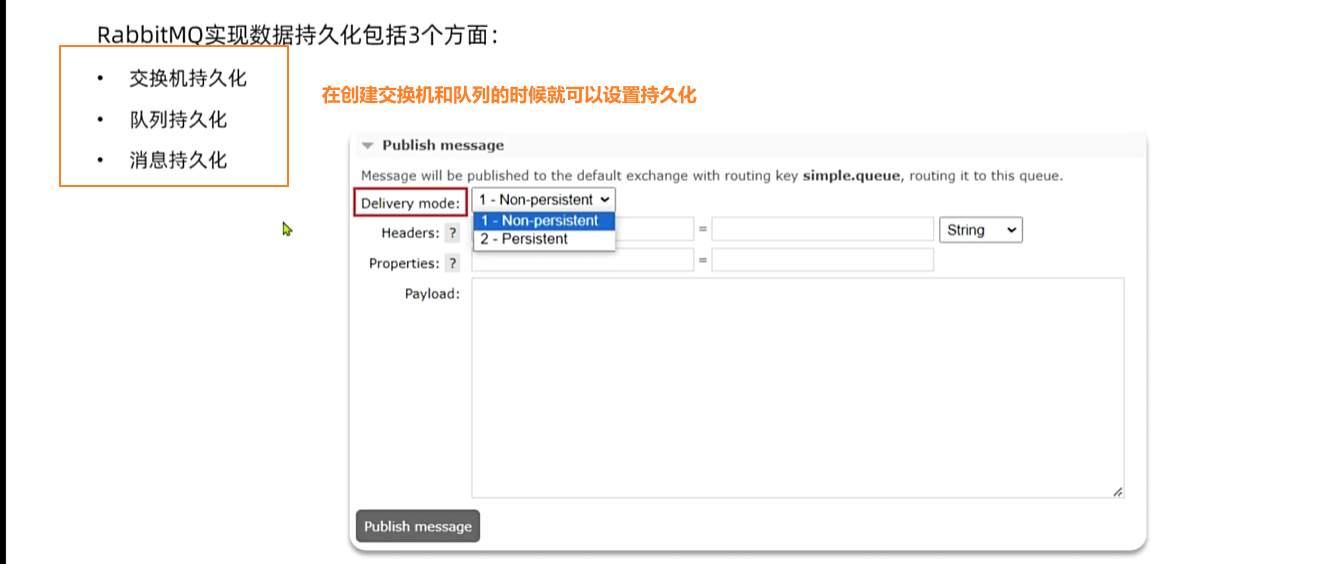 RabbitMQ实现数据持久化包括3个方面：
• 交换机持久化
• 队列持久化
• 消息持久化
在创建交换机和队列的时候就可以设置持久化
Publish message
Message will be published to the default exchange with routing key simple.queue, routing it to this queue.
Delivery mode: 1 - Non-persistent
1 - Non-persistent
2 - Persistent
Headers: ? = String
Properties: ? =
Payload:
Publish message